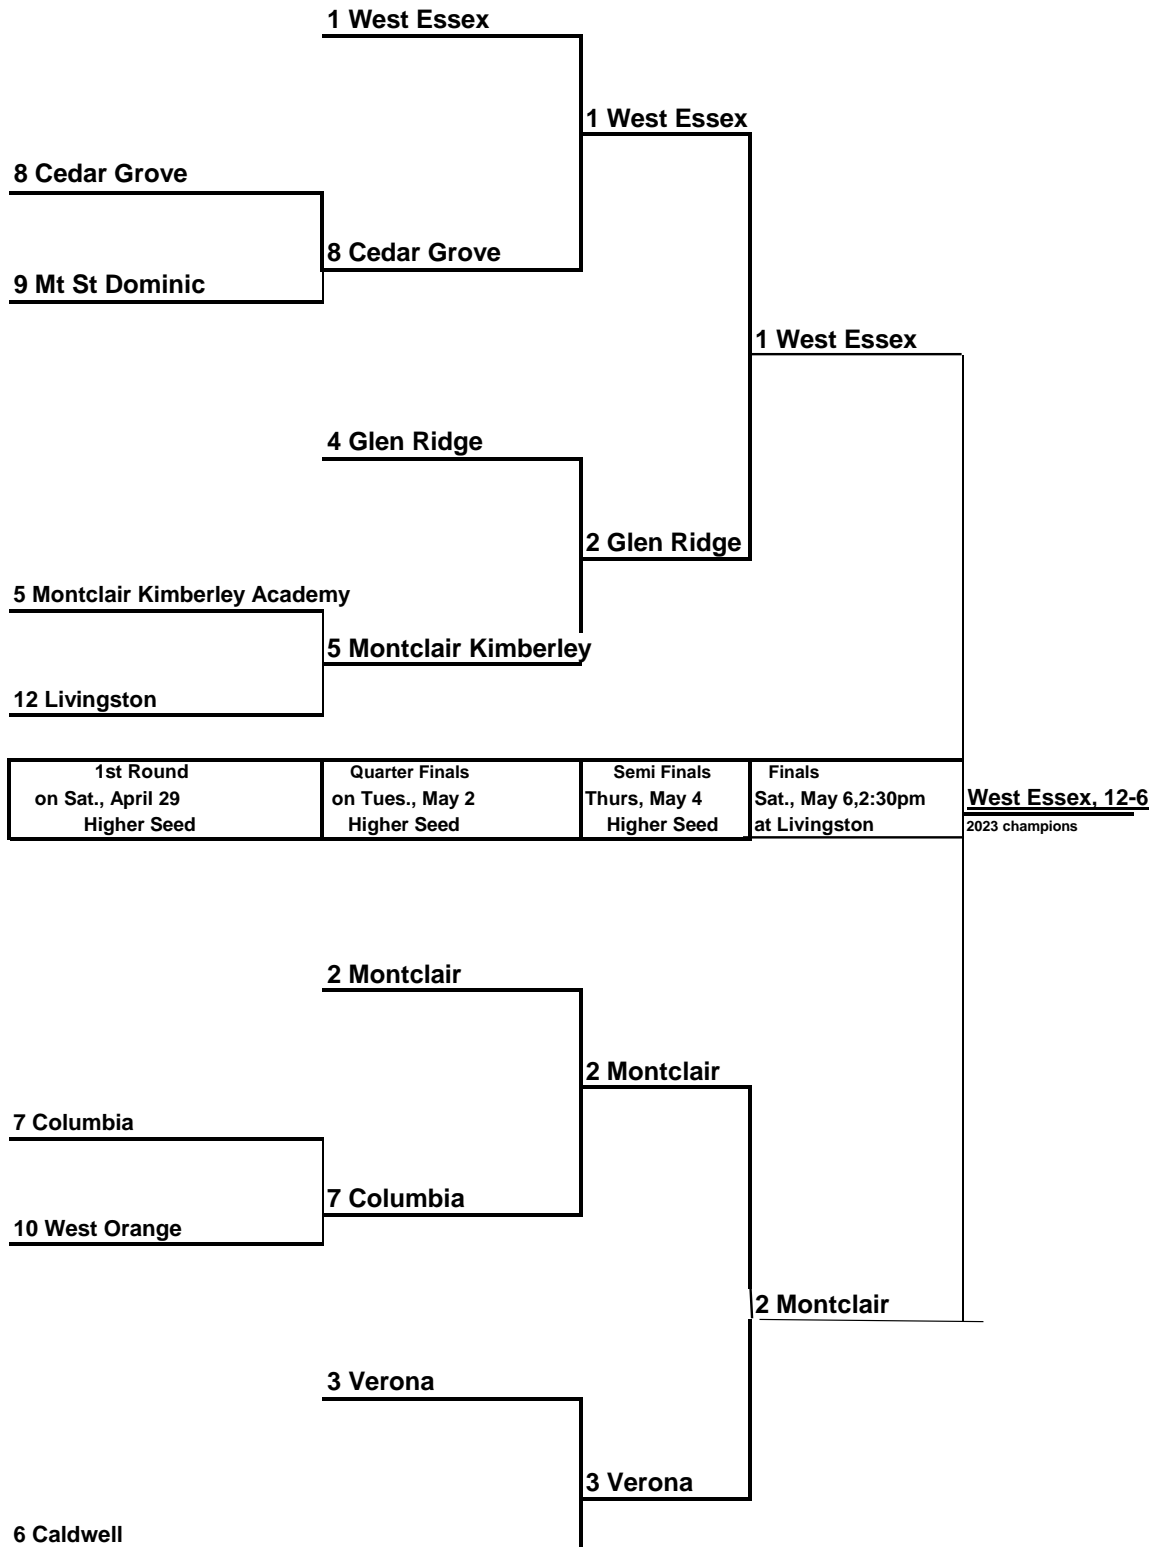 1 West Essex
1 West Essex
8 Cedar Grove
8 Cedar Grove
9 Mt St Dominic
1 West Essex
4 Glen Ridge
2 Glen Ridge
5 Montclair Kimberley Academy
5 Montclair Kimberley
12 Livingston
1st Round
on Sat., April 29
Higher Seed
Quarter Finals
on Tues., May 2
Higher Seed
Semi Finals
Thurs, May 4
Higher Seed
Finals
Sat., May 6,2:30pm
at Livingston
West Essex, 12-6
2023 champions
2 Montclair
2 Montclair
7 Columbia
7 Columbia
10 West Orange
2 Montclair
3 Verona
3 Verona
6 Caldwell